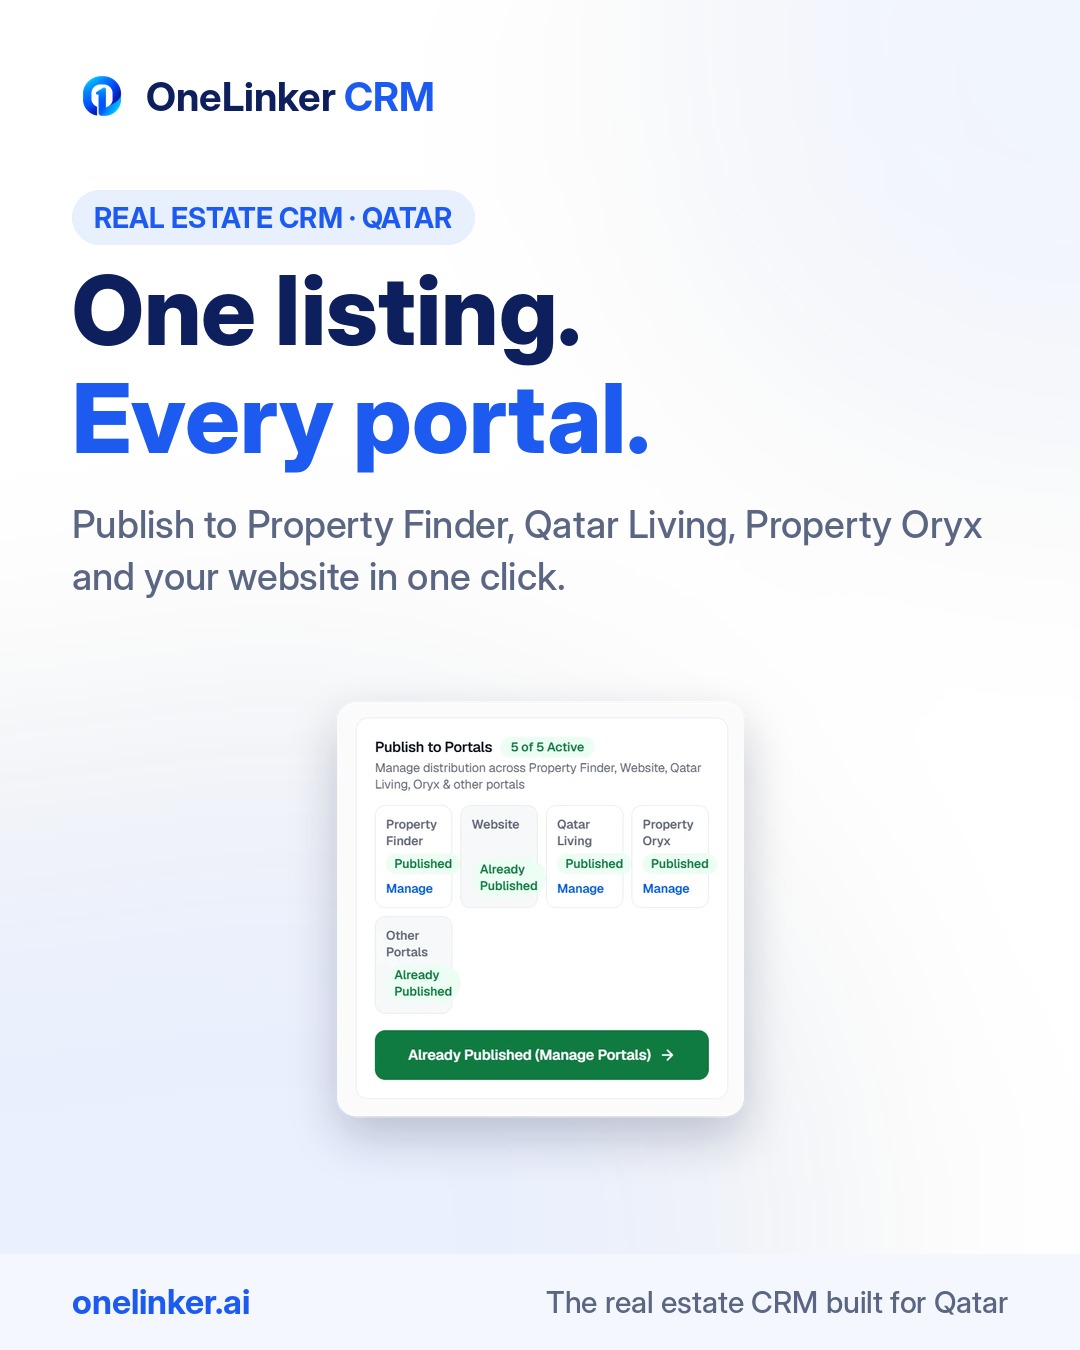 OneLinker CRM
REAL ESTATE CRM · QATAR
One listing.
Every portal.
Publish to Property Finder, Qatar Living, Property Oryx
and your website in one click.
Publish to Portals 5 of 5 Active
Manage distribution across Property Finder, Website, Qatar
Living, Oryx & other portals
Property
Finder
Published
Manage
Website
Already
Published
Qatar
Living
Published
Manage
Property
Oryx
Published
Manage
Other
Portals
Already
Published
Already Published (Manage Portals) →
onelinker.ai
The real estate CRM built for Qatar